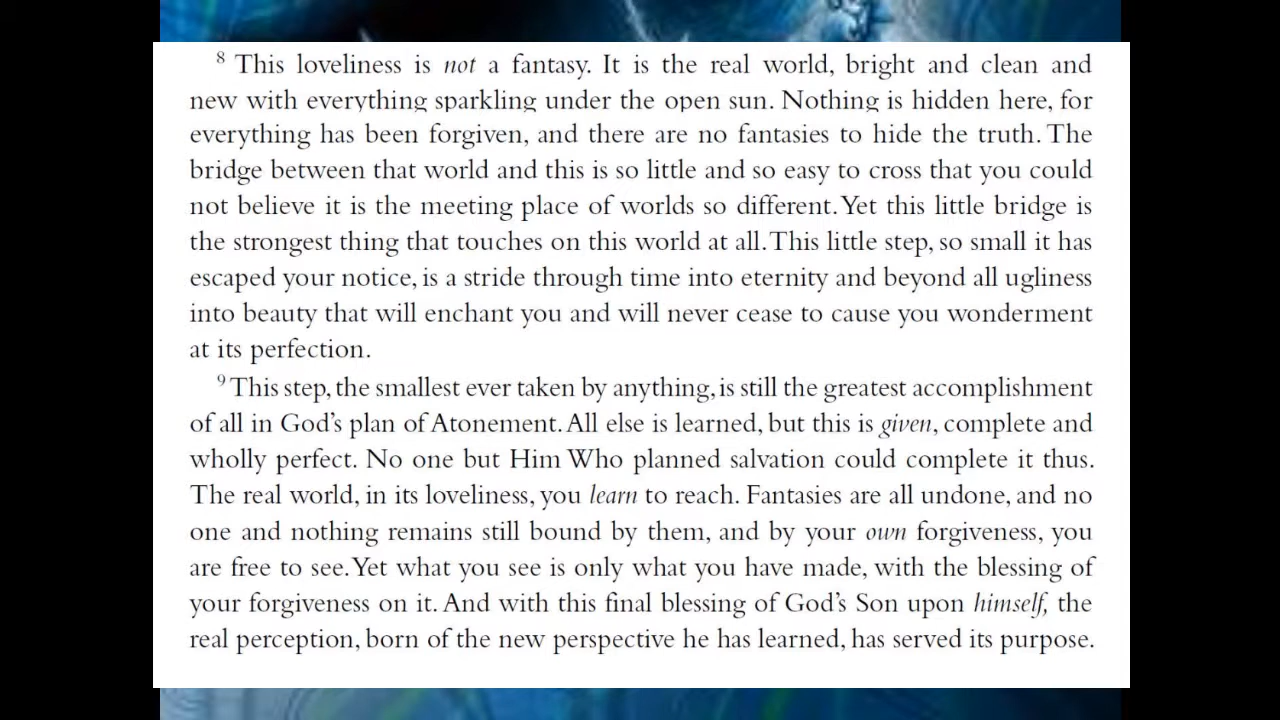 8 This loveliness is not a fantasy. It is the real world, bright and clean and
new with everything sparkling under the open sun. Nothing is hidden here, for
everything has been forgiven, and there are no fantasies to hide the truth. The
bridge between that world and this is so little and so easy to cross that you could
not believe it is the meeting place of worlds so different. Yet this little bridge is
the strongest thing that touches on this world at all. This little step, so small it has
escaped your notice, is a stride through time into eternity and beyond all ugliness
into beauty that will enchant you and will never cease to cause you wonderment
at its perfection.
9 This step, the smallest ever taken by anything, is still the greatest accomplishment
of all in God’s plan of Atonement. All else is learned, but this is given, complete and
wholly perfect. No one but Him Who planned salvation could complete it thus.
The real world, in its loveliness, you learn to reach. Fantasies are all undone, and no
one and nothing remains still bound by them, and by your own forgiveness, you
are free to see. Yet what you see is only what you have made, with the blessing of
your forgiveness on it. And with this final blessing of God’s Son upon himself, the
real perception, born of the new perspective he has learned, has served its purpose.